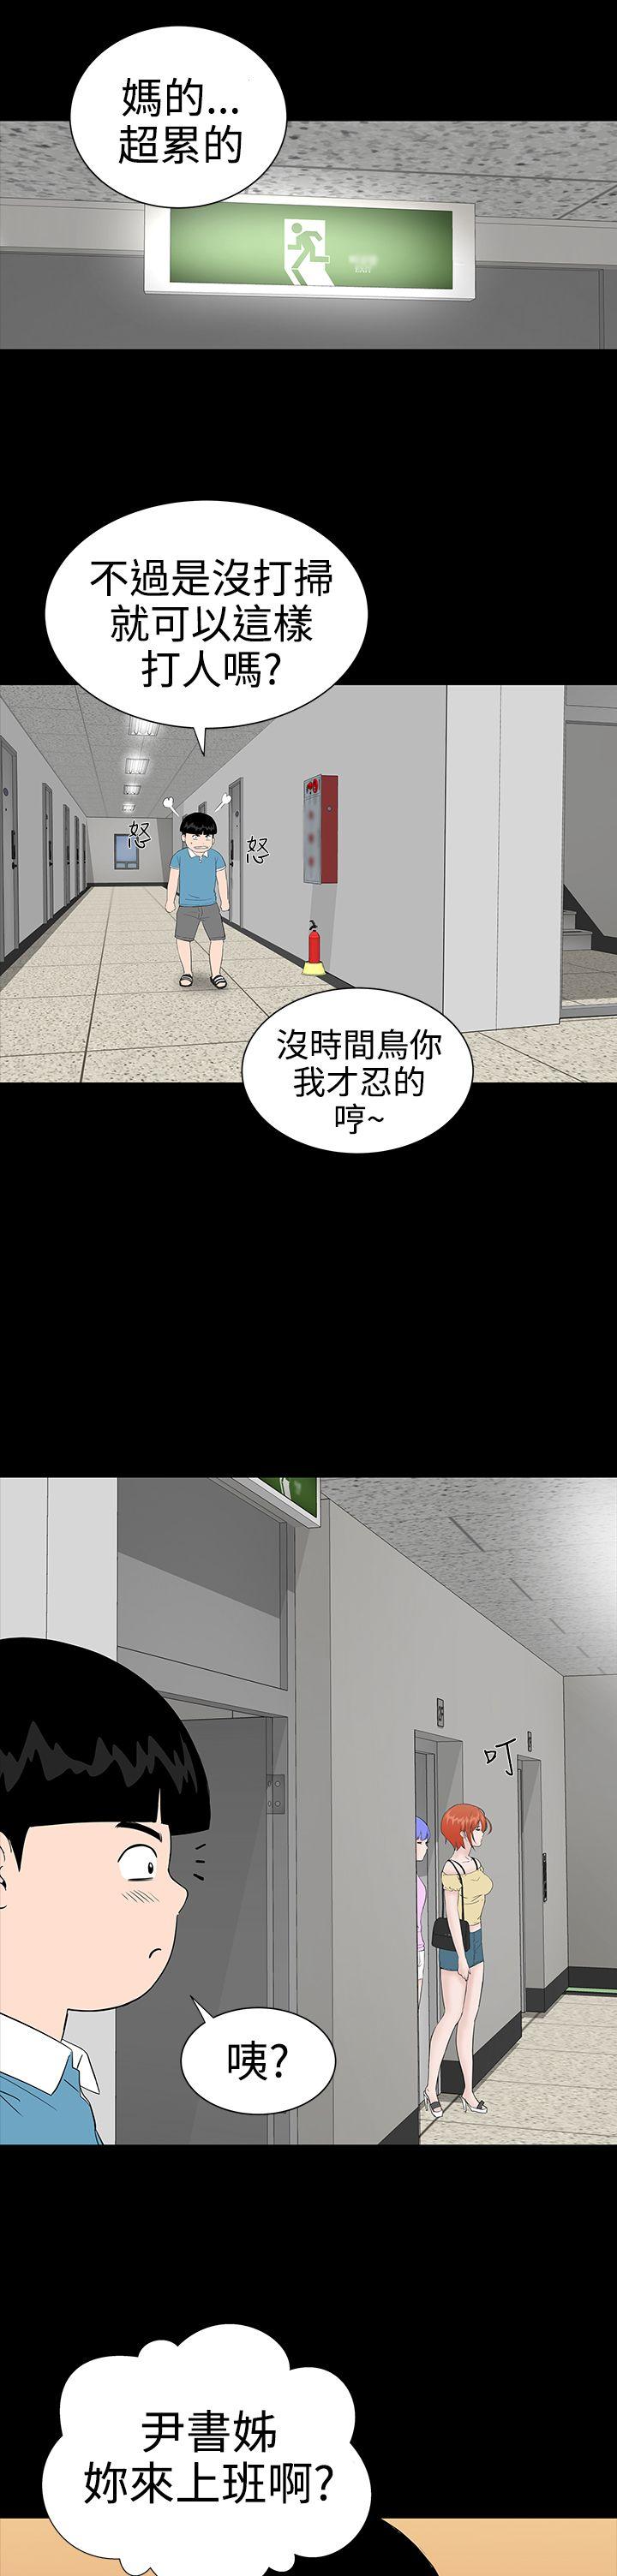 媽的...
超累的
EXIT
不過是沒打掃
就可以這樣
打人嗎?
怒
怒
沒時間鳥你
我才忍的
哼~
叮
咦?
尹書姊
妳來上班啊?